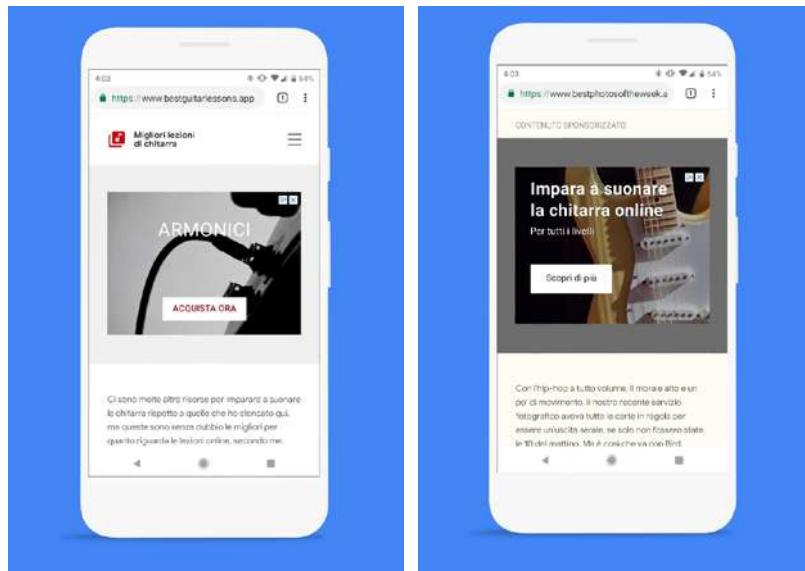 4:03
54%
https://www.bestguitarlessons.app
1
Migliori lezioni
di chitarra
ARMONICI
ACQUISTA ORA
Ci sono molte altre risorse per imparare a suonare
la chitarra rispetto a quelle che ho elencato qui,
ma queste sono senza dubbio le migliori per
quanto riguarda le lezioni online, secondo me.
4:03
54%
https://www.bestphotosoftheweek.a
1
CONTENUTO SPONSORIZZATO
Impara a suonare
la chitarra online
Per tutti i livelli
Scopri di più
Con l'hip-hop a tutto volume, il morale alto e un
po' di movimento, il nostro recente servizio
fotografico aveva tutte le carte in regola per
essere un'uscita serale, se solo non fossero state
le 10 del mattino. Ma è così che va con Bird.